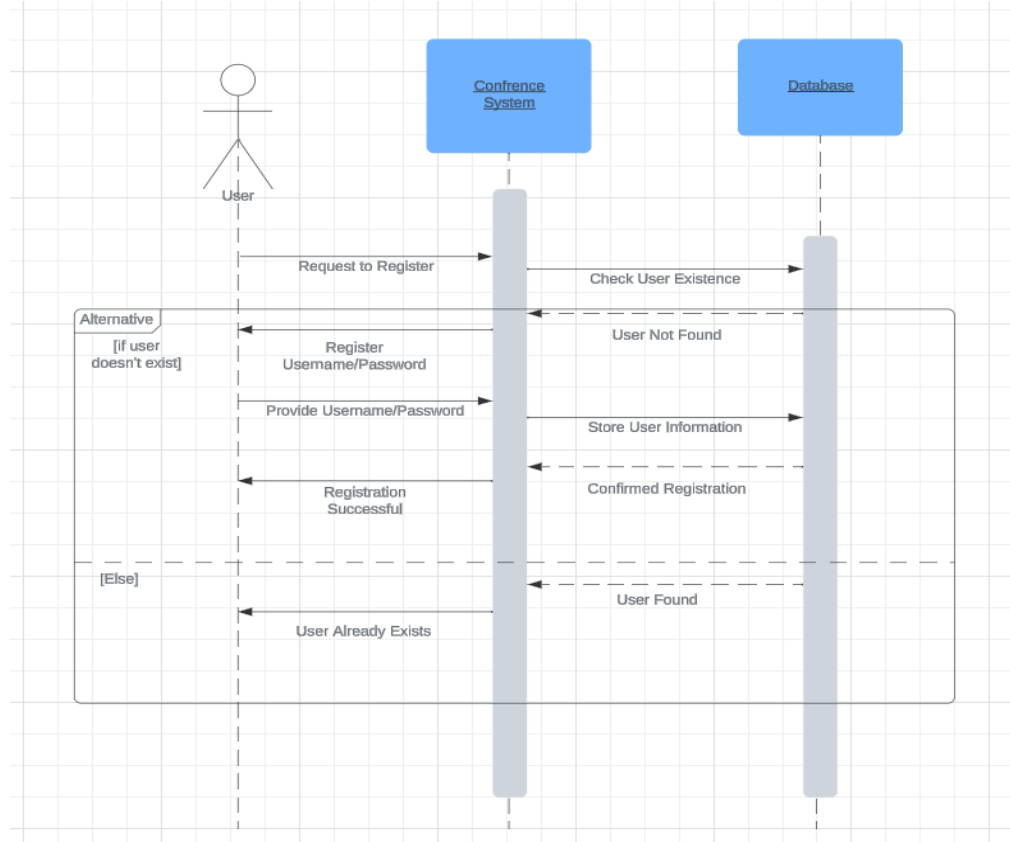 Confrence
System
Database
User
Request to Register
Check User Existence
Alternative
[if user
doesn't exist]
User Not Found
Register
Username/Password
Provide Username/Password
Store User Information
Confirmed Registration
Registration
Successful
[Else]
User Found
User Already Exists